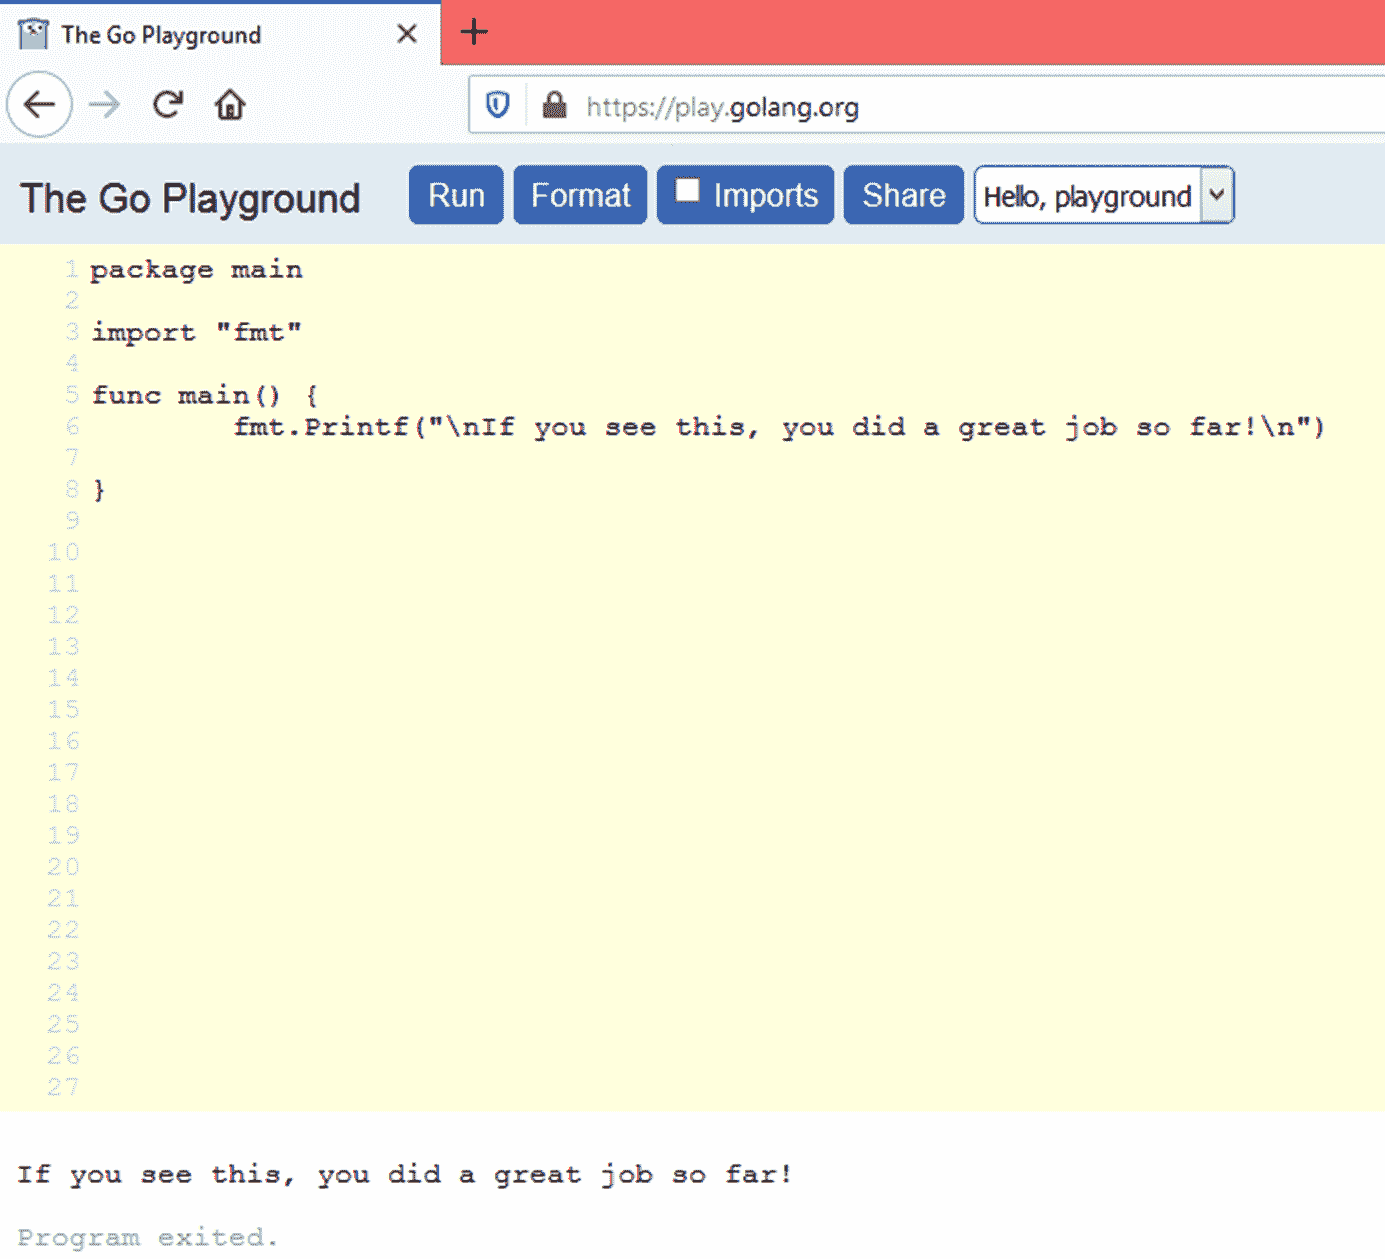 The Go Playground
https://play.golang.org
The Go Playground Run Format Imports Share Hello, playground
1 package main
2
3 import "fmt"
4
5 func main() {
6 fmt.Printf("\nIf you see this, you did a great job so far!\n")
7
8 }
9
10
11
12
13
14
15
16
17
18
19
20
21
22
23
24
25
26
27
If you see this, you did a great job so far!
Program exited.